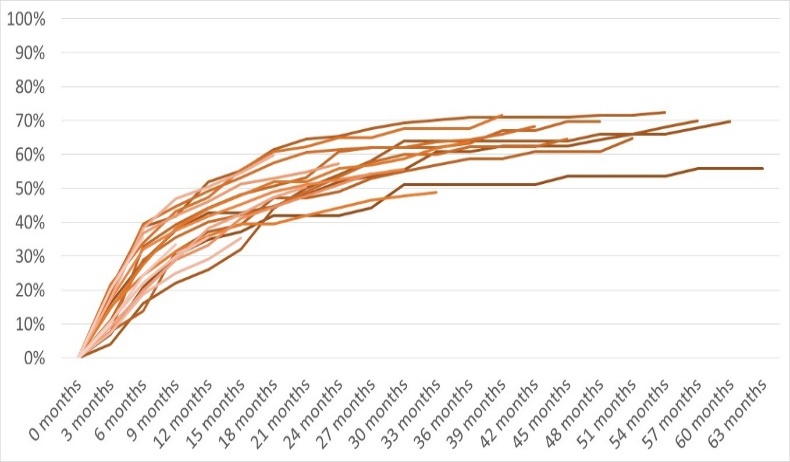 100%
90%
80%
70%
60%
50%
40%
30%
20%
10%
0%
0 months
3 months
6 months
9 months
12 months
15 months
18 months
21 months
24 months
27 months
30 months
33 months
36 months
39 months
42 months
45 months
48 months
51 months
54 months
57 months
60 months
63 months